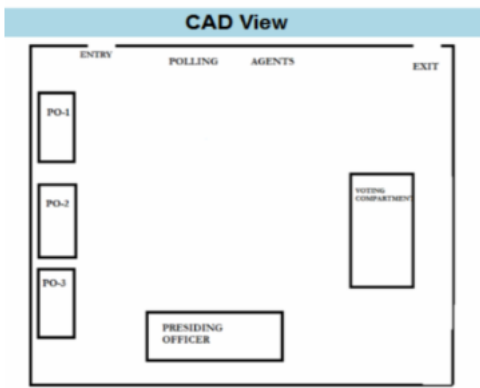 CAD View
ENTRY
POLLING AGENTS
EXIT
PO-1
PO-2
VOTING
COMPARTMENT
PO-3
PRESIDING
OFFICER